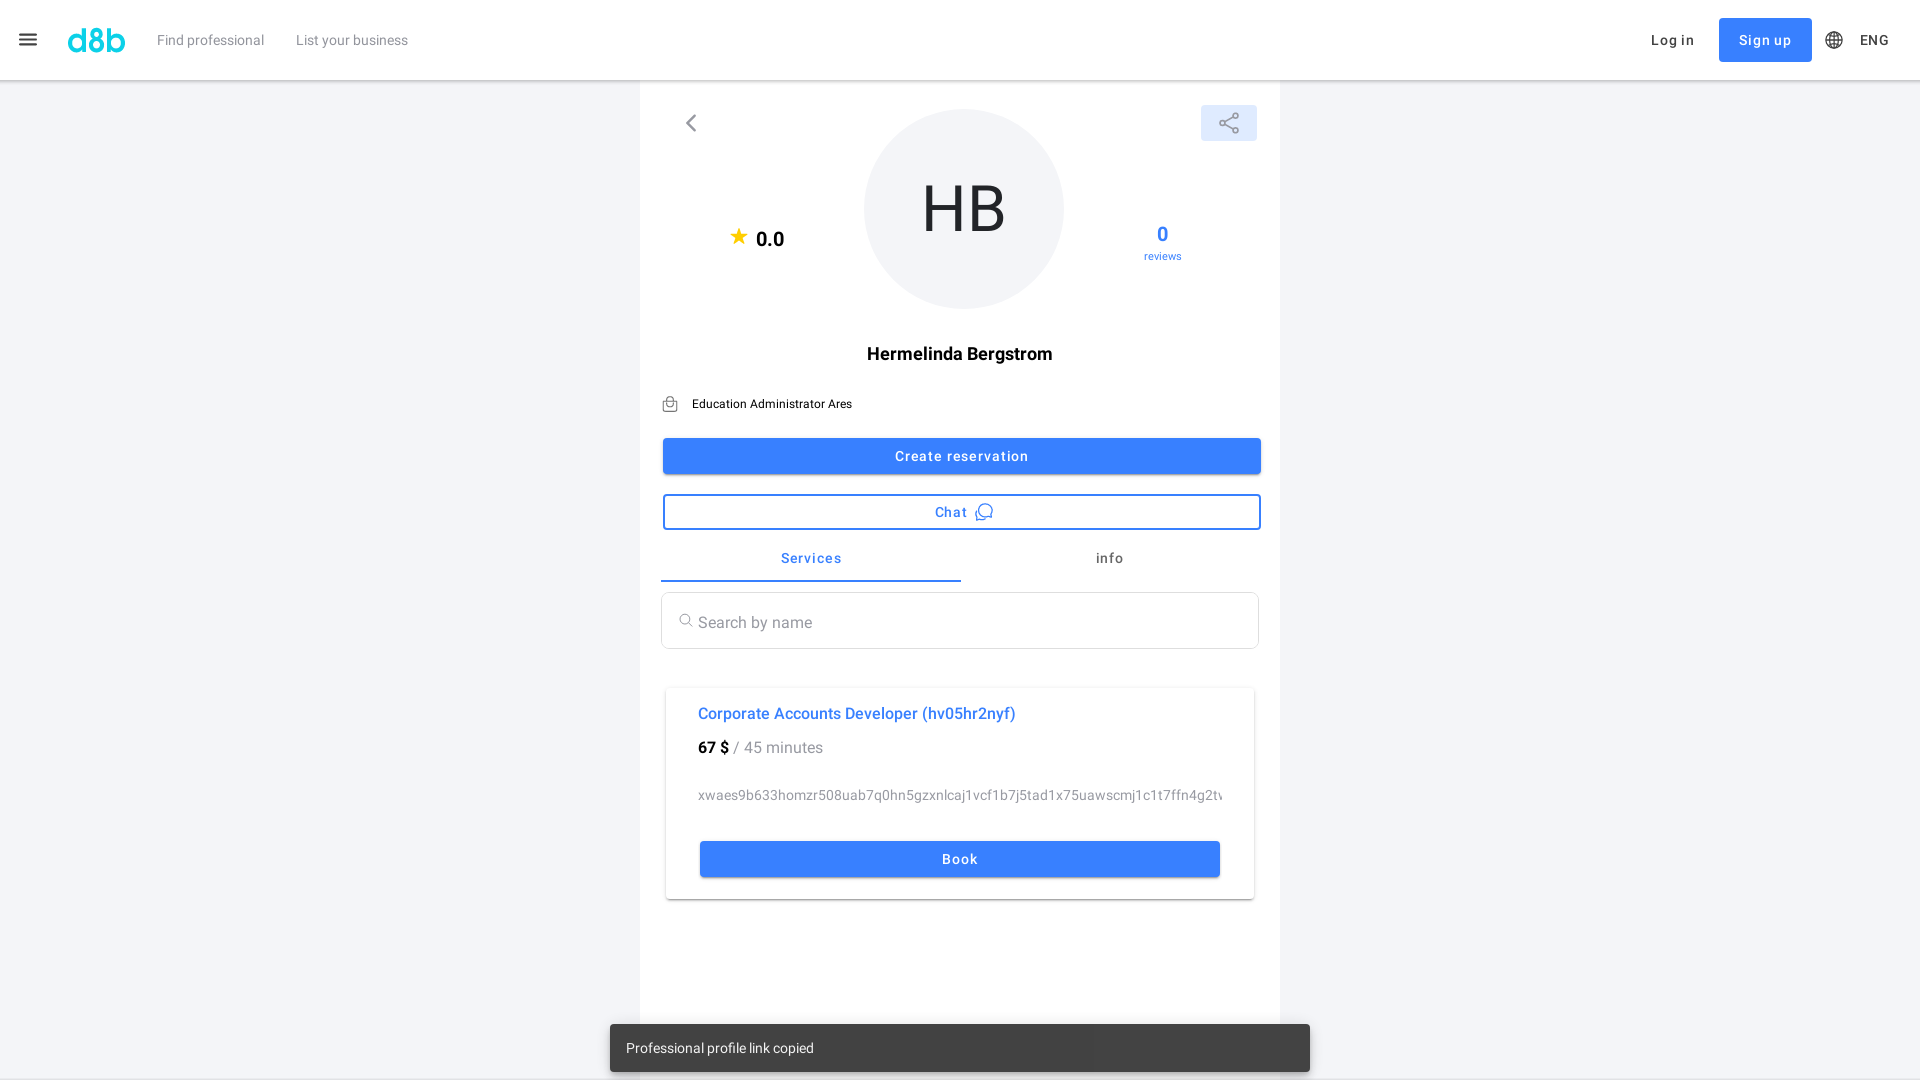 d8b
Find professional
List your business
Log in
Sign up
ENG
HB
0.0
0
reviews
Hermelinda Bergstrom
Education Administrator Ares
Create reservation
Chat
Services
info
Search by name
Corporate Accounts Developer (hv05hr2nyf)
67 $ / 45 minutes
xwaes9b633homzr508uab7q0hn5gzxnlcaj1vcf1b7j5tad1x75uawscmj1c1t7ffn4g2tv
Book
Professional profile link copied